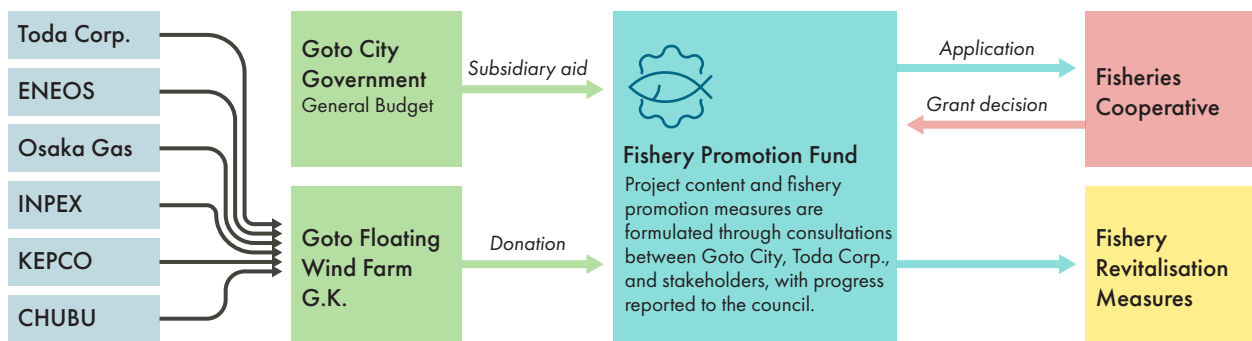 Toda Corp.
ENEOS
Osaka Gas
INPEX
KEPCO
CHUBU
Goto City
Government
General Budget
Goto Floating
Wind Farm
G.K.
Subsidiary aid
Donation
Fishery Promotion Fund
Project content and fishery
promotion measures are
formulated through consultations
between Goto City, Toda Corp.,
and stakeholders, with progress
reported to the council.
Application
Grant decision
Fisheries
Cooperative
Fishery
Revitalisation
Measures